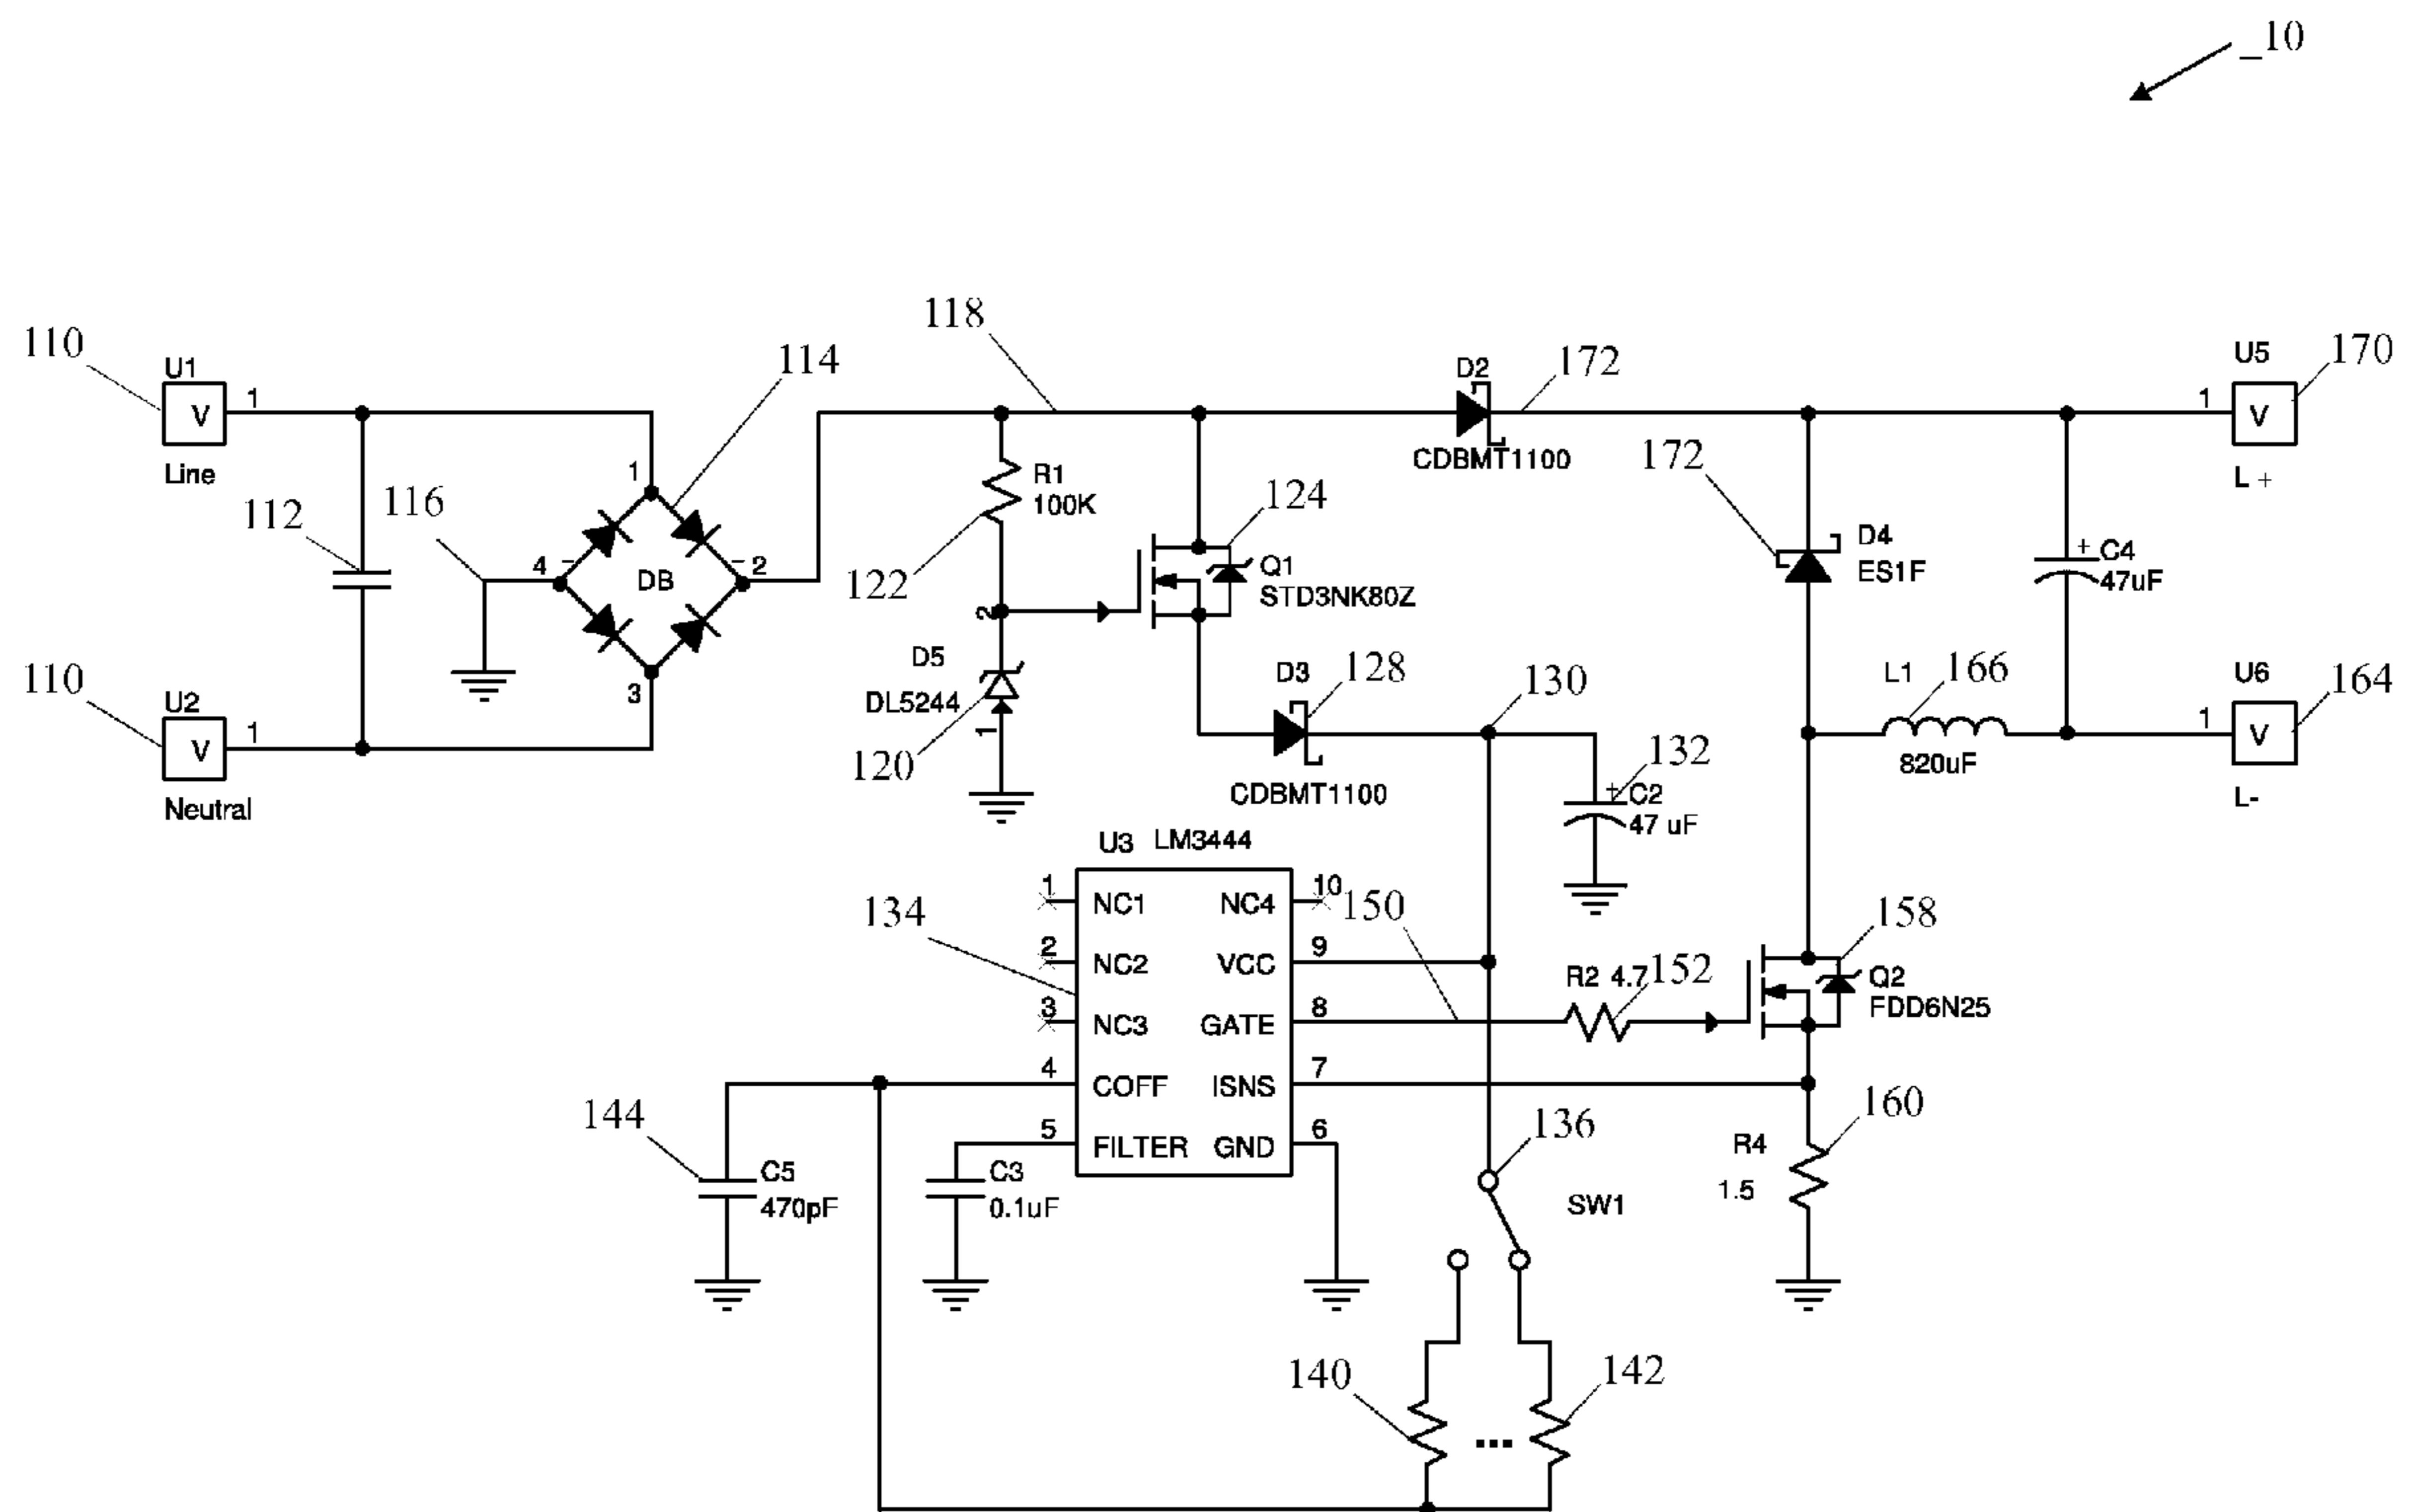 _10
118
110
114
172
170
U1
V 1
Line
D2
CDBMT1100
U5
1 V
L +
172
112
116
1
R1
100K
124
D4
ES1F
+ C4
47uF
4 -
DB
- 2
122
2
Q1
STD3NK80Z
3
D5
DL5244
1
120
D3
128
130
CDBMT1100
L1
166
820uF
U6
164
1 V
L-
110
U2
V 1
Neutral
132
+ C2
47 uF
U3 LM3444
134
1 NC1
2 NC2
3 NC3
4 COFF
5 FILTER
NC4 10
VCC 9
GATE 8
ISNS 7
GND 6
150
R2 4.7
152
158
Q2
FDD6N25
144
C5
470pF
C3
0.1uF
136
SW1
R4
1.5
160
140
...
142